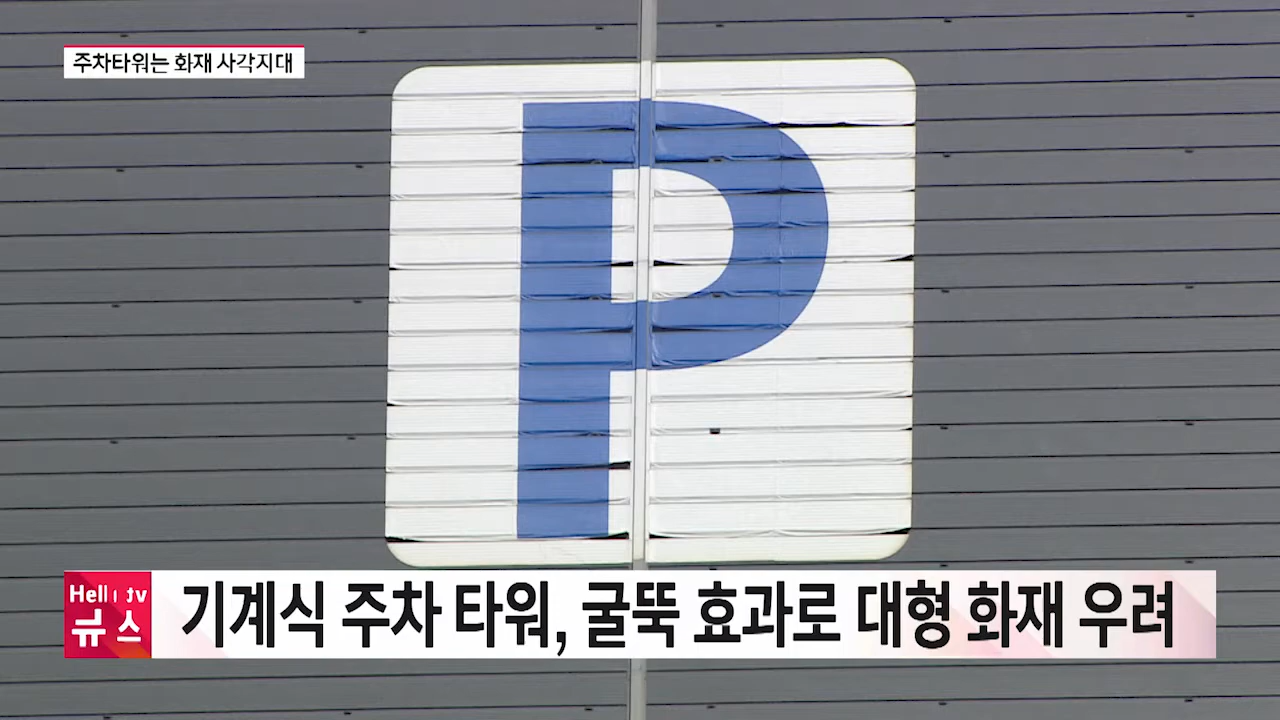 주차타워는 화재 사각지대
P
Hello tv
뉴스
기계식 주차 타워, 굴뚝 효과로 대형 화재 우려